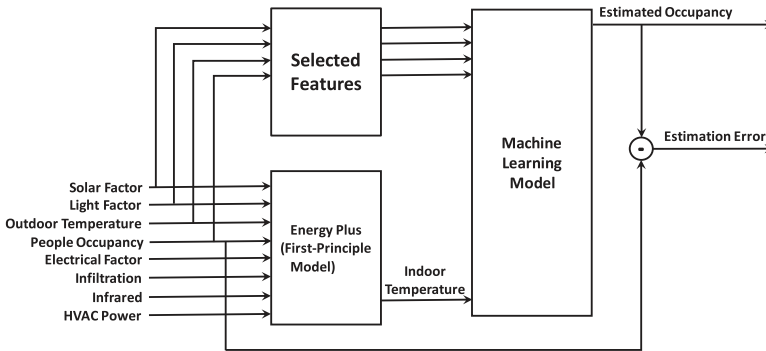 Estimated Occupancy
Selected
Features
Machine
Learning
Model
-
Estimation Error
Solar Factor
Light Factor
Outdoor Temperature
People Occupancy
Electrical Factor
Infiltration
Infrared
HVAC Power
Energy Plus
(First-Principle
Model)
Indoor
Temperature